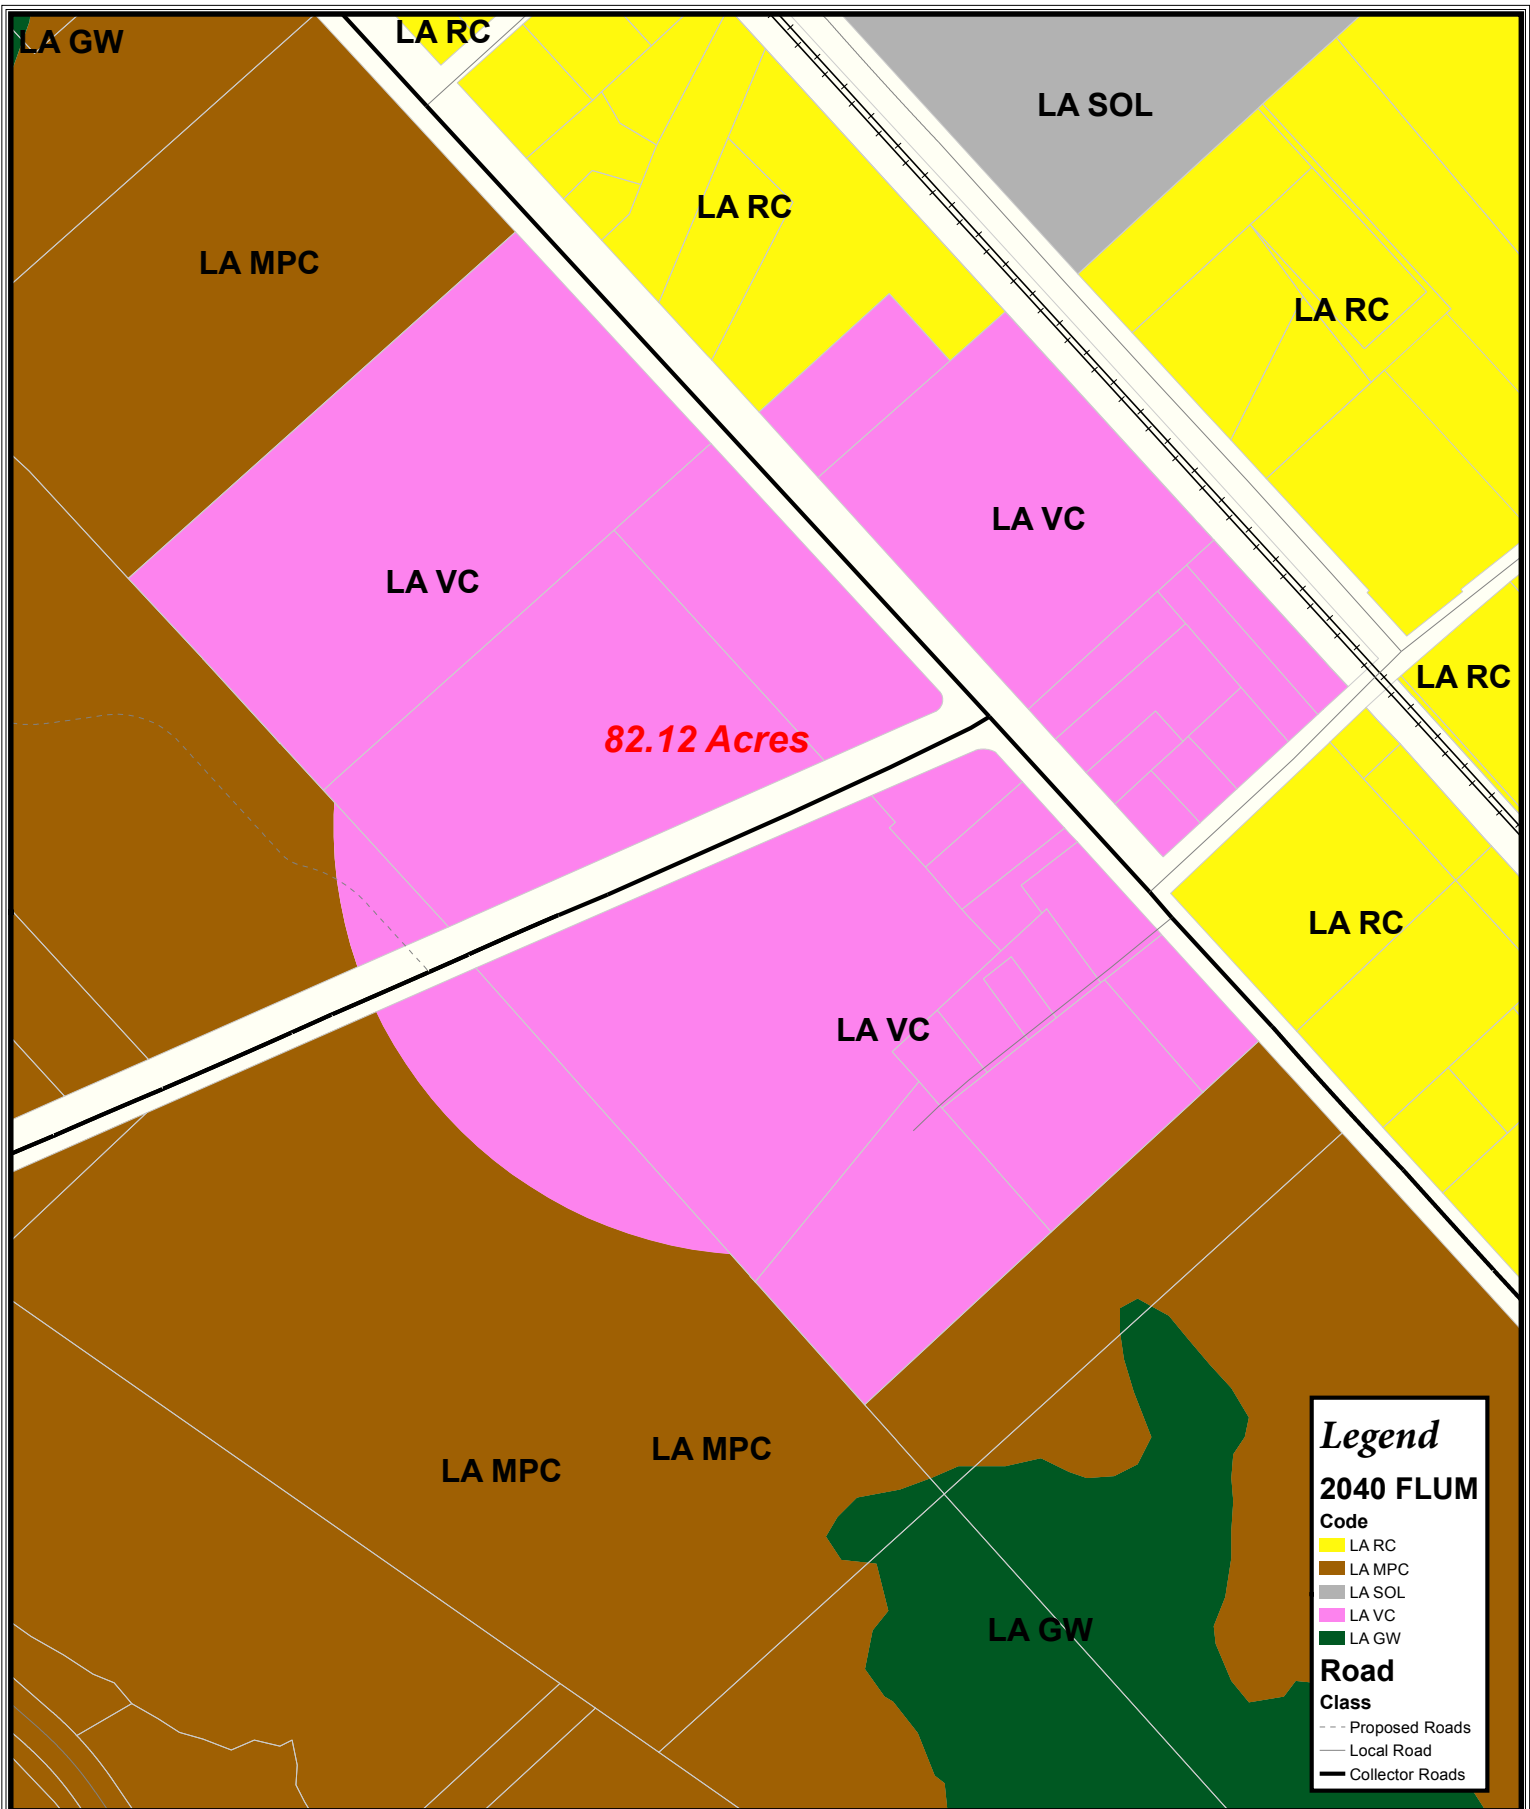 LA GW
LA RC
LA SOL
LA RC
LA MPC
LA RC
LA VC
LA VC
LA RC
82.12 Acres
LA RC
LA VC
LA MPC
LA MPC
LA GW
Legend
2040 FLUM
Code
LA RC
LA MPC
LA SOL
LA VC
LA GW
Road
Class
Proposed Roads
Local Road
Collector Roads